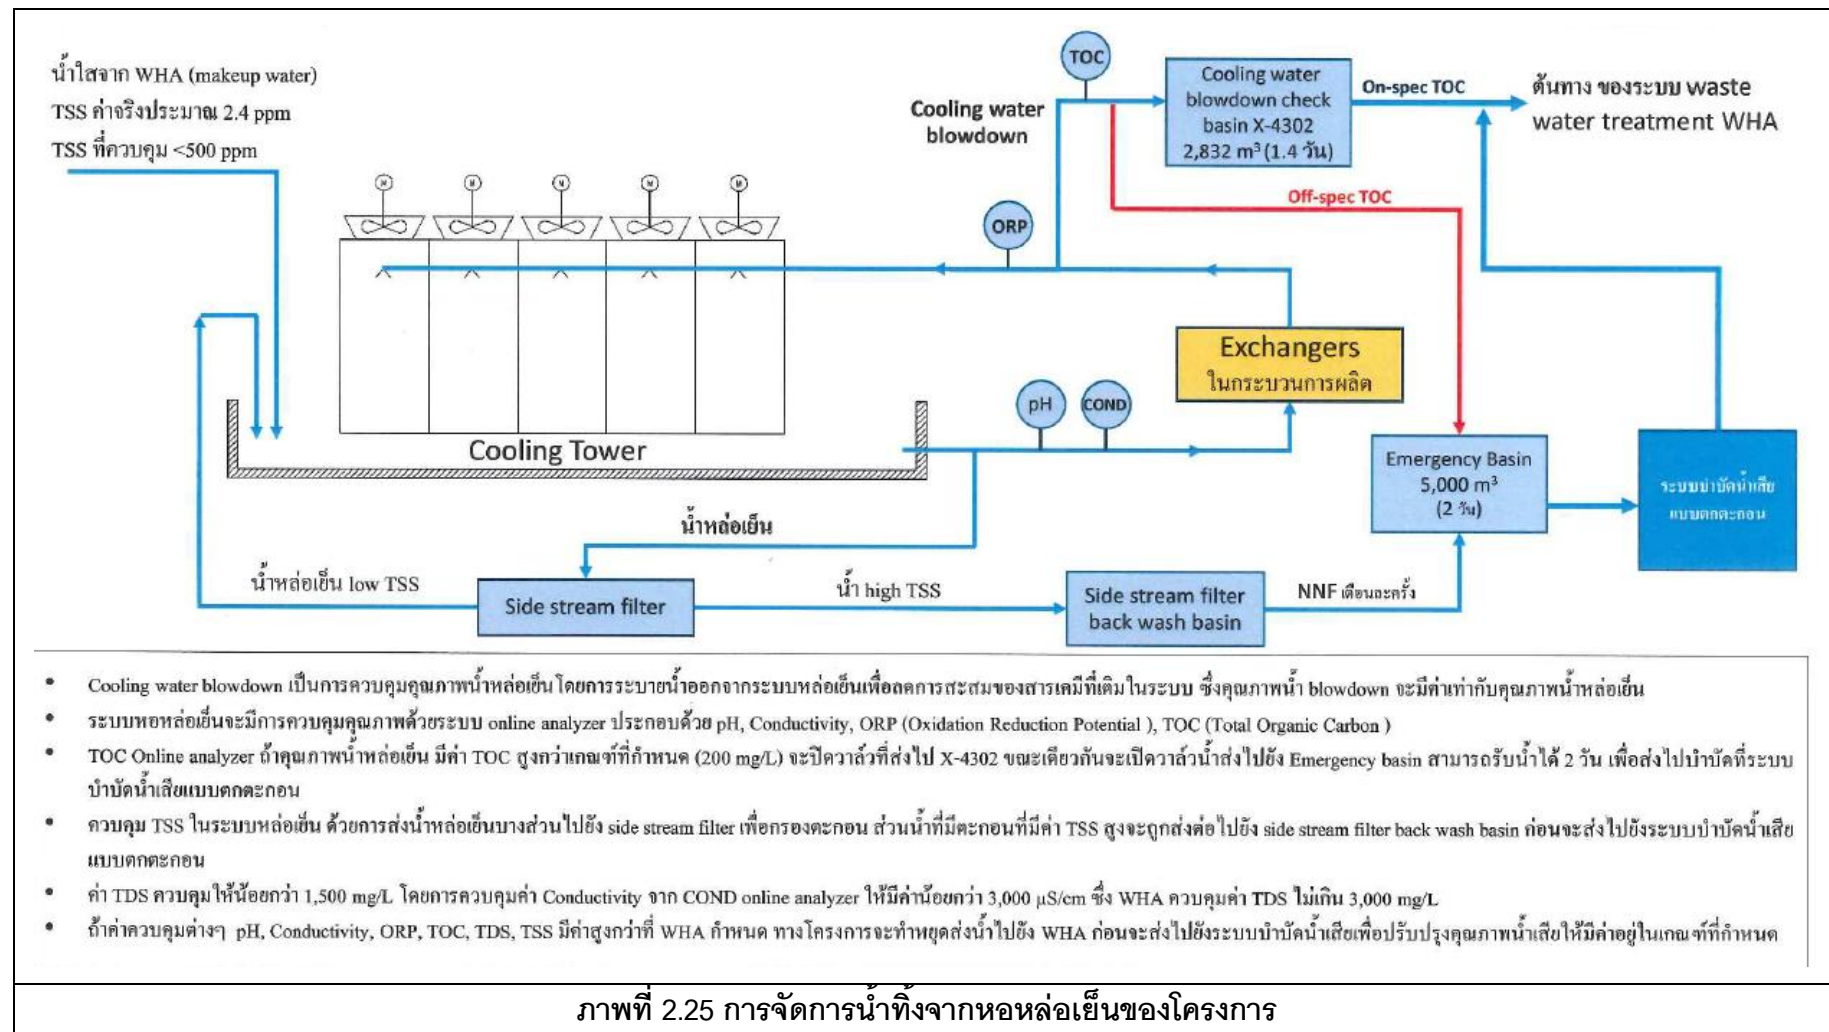 น้ำใสจาก WHA (makeup water)
TSS ค่าจริงประมาณ 2.4 ppm
TSS ที่ควบคุม <500 ppm
M M M M M
Cooling Tower
Cooling water
blowdown
TOC
ORP
Cooling water
blowdown check
basin X-4302
2,832 m³ (1.4 วัน)
On-spec TOC
ต้นทาง ของระบบ waste
water treatment WHA
Off-spec TOC
Exchangers
ในกระบวนการผลิต
pH
COND
Emergency Basin
5,000 m³
(2 วัน)
ระบบบำบัดน้ำเสีย
แบบตกตะกอน
น้ำหล่อเย็น
น้ำหล่อเย็น low TSS
Side stream filter
น้ำ high TSS
Side stream filter
back wash basin
NNF เดือนละครั้ง
• Cooling water blowdown เป็นการควบคุมคุณภาพน้ำหล่อเย็นโดยการระบายน้ำออกจากระบบหล่อเย็นเพื่อลดการสะสมของสารเคมีที่เติมในระบบ ซึ่งคุณภาพน้ำ blowdown จะมีค่าเท่ากับคุณภาพน้ำหล่อเย็น
• ระบบหอหล่อเย็นจะมีการควบคุมคุณภาพด้วยระบบ online analyzer ประกอบด้วย pH, Conductivity, ORP (Oxidation Reduction Potential ), TOC (Total Organic Carbon )
• TOC Online analyzer ถ้าคุณภาพน้ำหล่อเย็น มีค่า TOC สูงกว่าเกณฑ์ที่กำหนด (200 mg/L) จะปิดวาล์วที่ส่งไป X-4302 ขณะเดียวกันจะเปิดวาล์วน้ำส่งไปยัง Emergency basin สามารถรับน้ำได้ 2 วัน เพื่อส่งไปบำบัดที่ระบบ
บำบัดน้ำเสียแบบตกตะกอน
• ควบคุม TSS ในระบบหล่อเย็น ด้วยการส่งน้ำหล่อเย็นบางส่วนไปยัง side stream filter เพื่อกรองตะกอน ส่วนน้ำที่มีตะกอนที่มีค่า TSS สูงจะถูกส่งต่อไปยัง side stream filter back wash basin ก่อนจะส่งไปยังระบบบำบัดน้ำเสีย
แบบตกตะกอน
• ค่า TDS ควบคุมให้น้อยกว่า 1,500 mg/L โดยการควบคุมค่า Conductivity จาก COND online analyzer ให้มีค่าน้อยกว่า 3,000 µS/cm ซึ่ง WHA ควบคุมค่า TDS ไม่เกิน 3,000 mg/L
• ถ้าค่าควบคุมต่างๆ pH, Conductivity, ORP, TOC, TDS, TSS มีค่าสูงกว่าที่ WHA กำหนด ทางโครงการจะทำหยุดส่งน้ำไปยัง WHA ก่อนจะส่งไปยังระบบบำบัดน้ำเสียเพื่อปรับปรุงคุณภาพน้ำเสียให้มีค่าอยู่ในเกณฑ์ที่กำหนด
ภาพที่ 2.25 การจัดการน้ำทิ้งจากหอหล่อเย็นของโครงการ